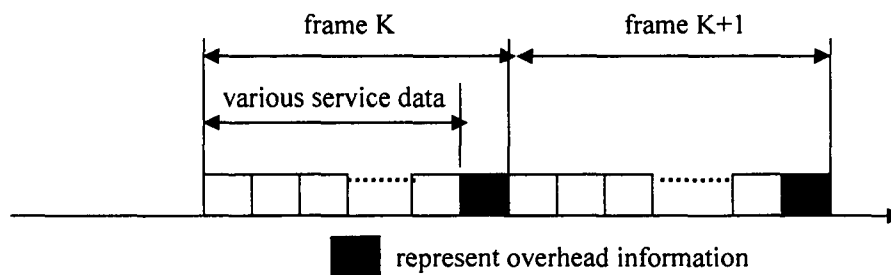 frame K
frame K+1
various service data
represent overhead information